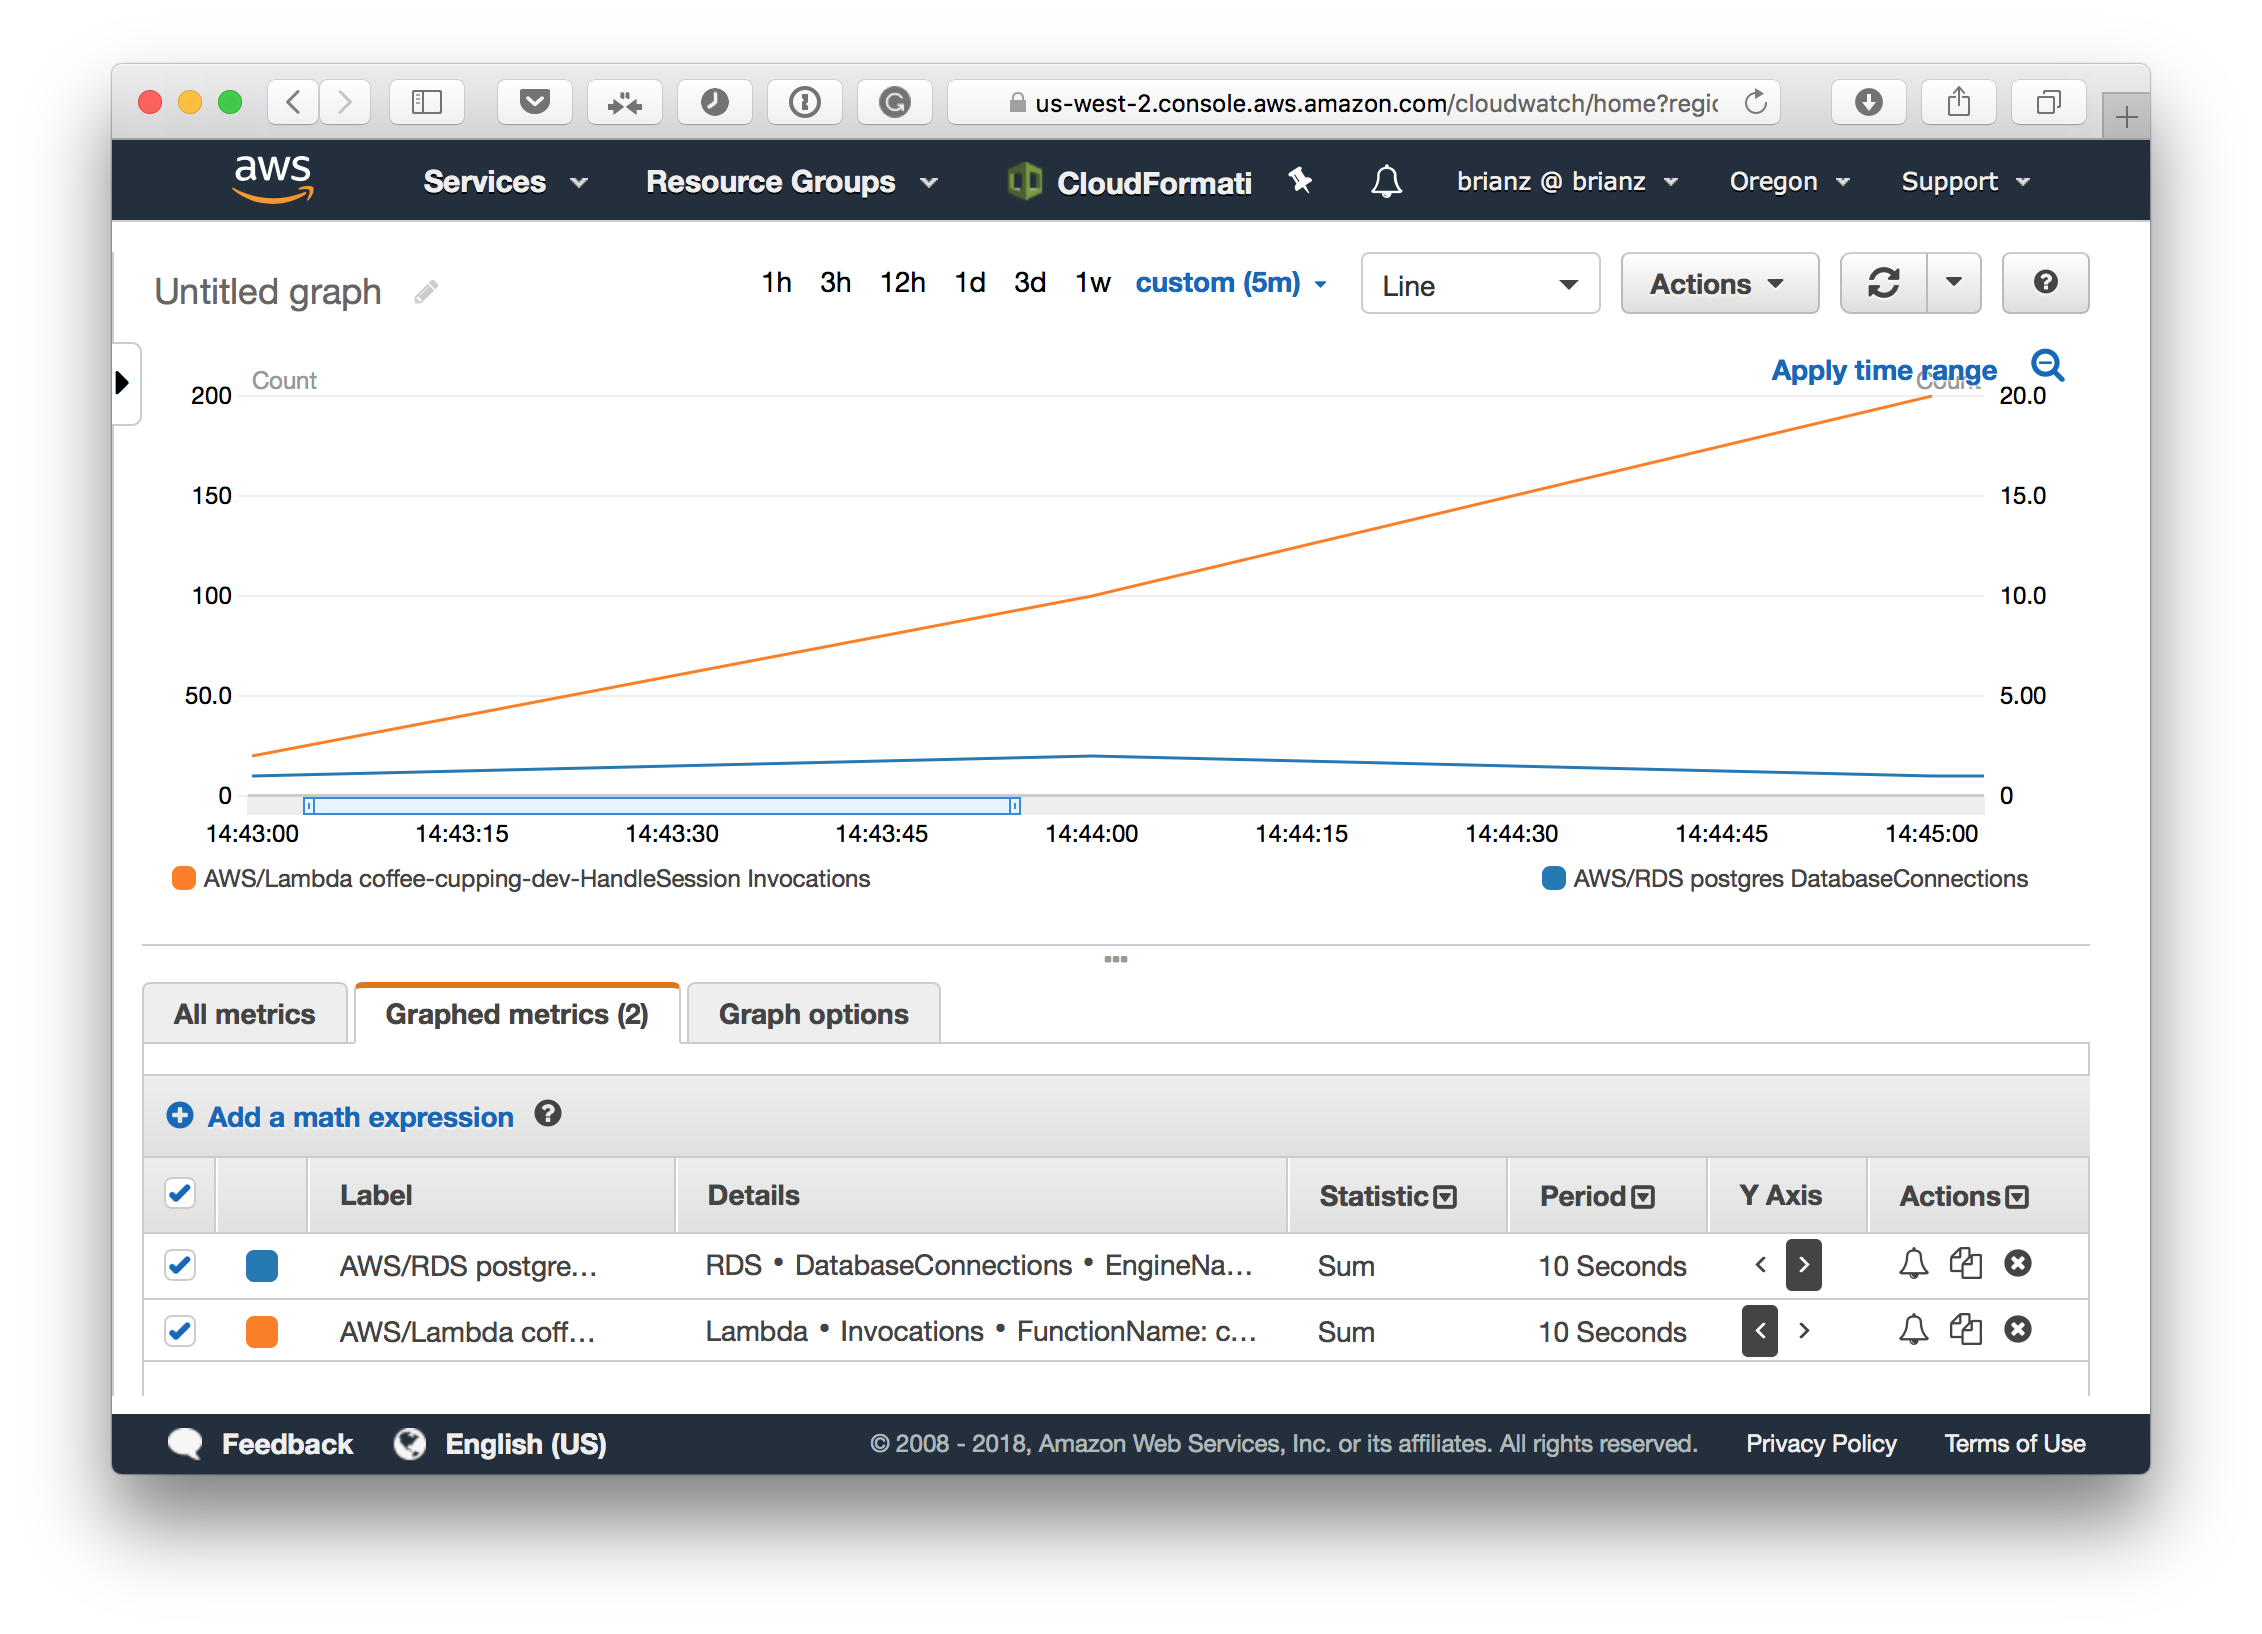 us-west-2.console.aws.amazon.com/cloudwatch/home?regic
aws Services Resource Groups CloudFormati brianz @ brianz Oregon Support
Untitled graph 1h 3h 12h 1d 3d 1w custom (5m) Line Actions
Apply time range
Count Count
200 20.0
150 15.0
100 10.0
50.0 5.00
0 0
14:43:00 14:43:15 14:43:30 14:43:45 14:44:00 14:44:15 14:44:30 14:44:45 14:45:00
AWS/Lambda coffee-cupping-dev-HandleSession Invocations AWS/RDS postgres DatabaseConnections
All metrics Graphed metrics (2) Graph options
Add a math expression
Label Details Statistic Period Y Axis Actions
AWS/RDS postgre... RDS • DatabaseConnections • EngineNa... Sum 10 Seconds < >
AWS/Lambda coff... Lambda • Invocations • FunctionName: c... Sum 10 Seconds < >
Feedback English (US) © 2008 - 2018, Amazon Web Services, Inc. or its affiliates. All rights reserved. Privacy Policy Terms of Use